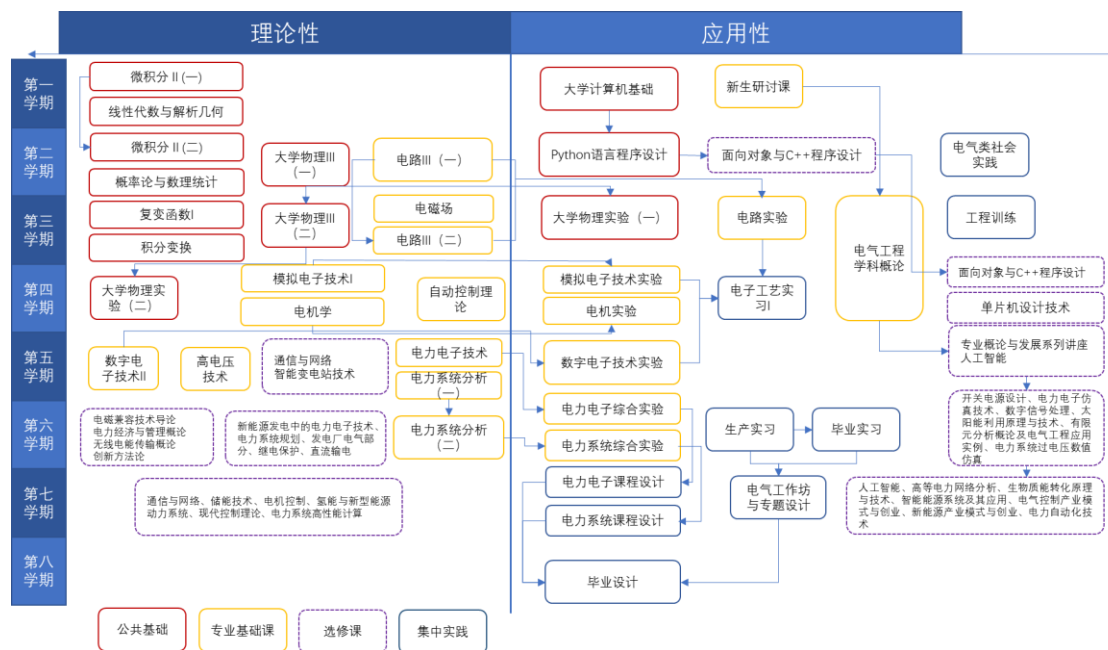 理论性
应用性
第一
学期
微积分 II (一)
线性代数与解析几何
大学计算机基础
新生研讨课
第二
学期
微积分 II (二)
概率论与数理统计
大学物理III
(一)
电路III (一)
Python语言程序设计
面向对象与C++程序设计
电气类社会
实践
第三
学期
复变函数I
积分变换
大学物理III
(二)
电磁场
电路III (二)
大学物理实验 (一)
电路实验
电气工程
学科概论
工程训练
第四
学期
大学物理实
验 (二)
模拟电子技术I
电机学
自动控制理
论
模拟电子技术实验
电机实验
电子工艺实
习I
面向对象与C++程序设计
单片机设计技术
第五
学期
数字电
子技术II
高电压
技术
通信与网络
智能变电站技术
电力电子技术
电力系统分析
(一)
数字电子技术实验
专业概论与发展系列讲座
人工智能
第六
学期
电磁兼容技术导论
电力经济与管理概论
无线电能传输概论
创新方法论
新能源发电中的电力电子技术、
电力系统规划、发电厂电气部
分、继电保护、直流输电
电力系统分析
(二)
电力电子综合实验
电力系统综合实验
生产实习
毕业实习
开关电源设计、电力电子仿
真技术、数字信号处理、太
阳能利用原理与技术、有限
元分析概论及电气工程应用
实例、电力系统过电压数值
仿真
第七
学期
通信与网络、储能技术、电机控制、氢能与新型能源
动力系统、现代控制理论、电力系统高性能计算
电力电子课程设计
电力系统课程设计
电气工作坊
与专题设计
人工智能、高等电力网络分析、生物质能转化原理
与技术、智能能源系统及其应用、电气控制产业模
式与创业、新能源产业模式与创业、电力自动化技
术
第八
学期
毕业设计
公共基础
专业基础课
选修课
集中实践